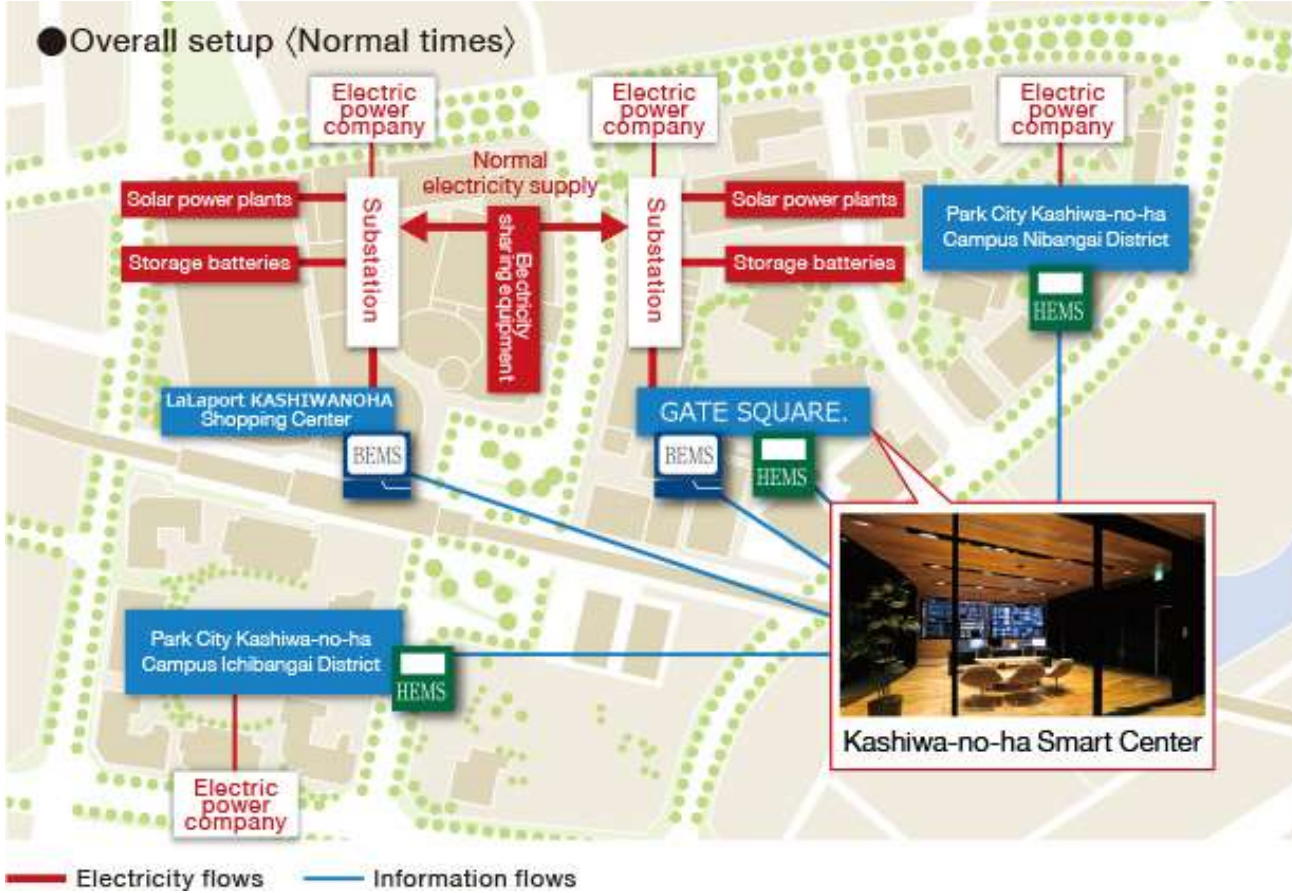 ●Overall setup 〈Normal times〉
Electric
power
company
Electric
power
company
Electric
power
company
Normal
electricity supply
Solar power plants
Storage batteries
Substation
Electricity
sharing equipment
Substation
Solar power plants
Storage batteries
Park City Kashiwa-no-ha
Campus Nibangai District
HEMS
LaLaport KASHIWANOHA
Shopping Center
BEMS
GATE SQUARE.
BEMS
HEMS
Park City Kashiwa-no-ha
Campus Ichibangai District
HEMS
Kashiwa-no-ha Smart Center
Electric
power
company
Electricity flows
Information flows